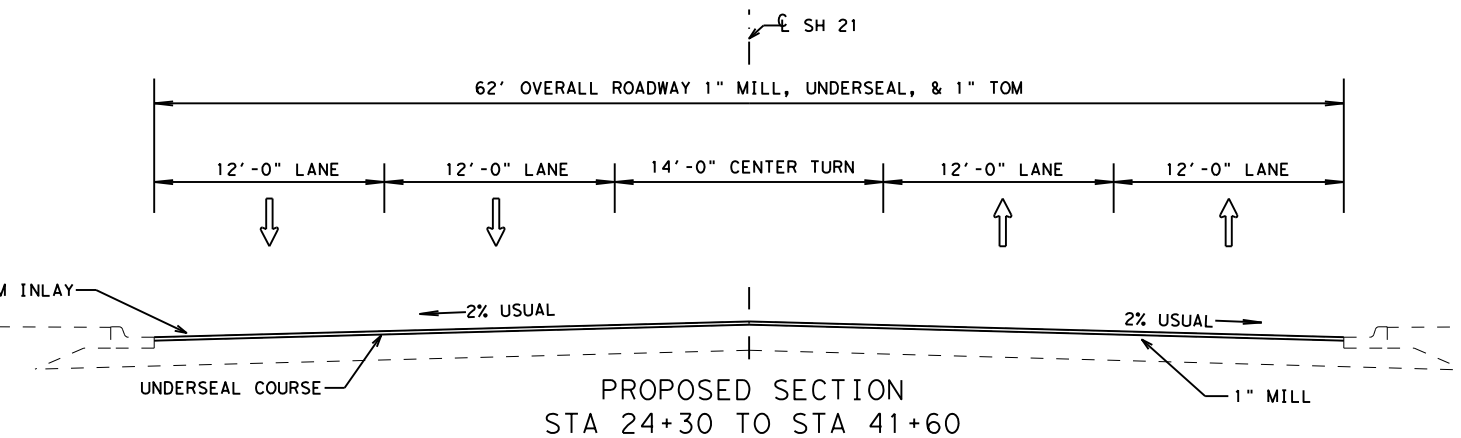 ℄ SH 21
62' OVERALL ROADWAY 1" MILL, UNDERSEAL, & 1" TOM
12'-0" LANE 12'-0" LANE 14'-0" CENTER TURN 12'-0" LANE 12'-0" LANE
INLAY
2% USUAL
2% USUAL
UNDERSEAL COURSE
1" MILL
PROPOSED SECTION
STA 24+30 TO STA 41+60